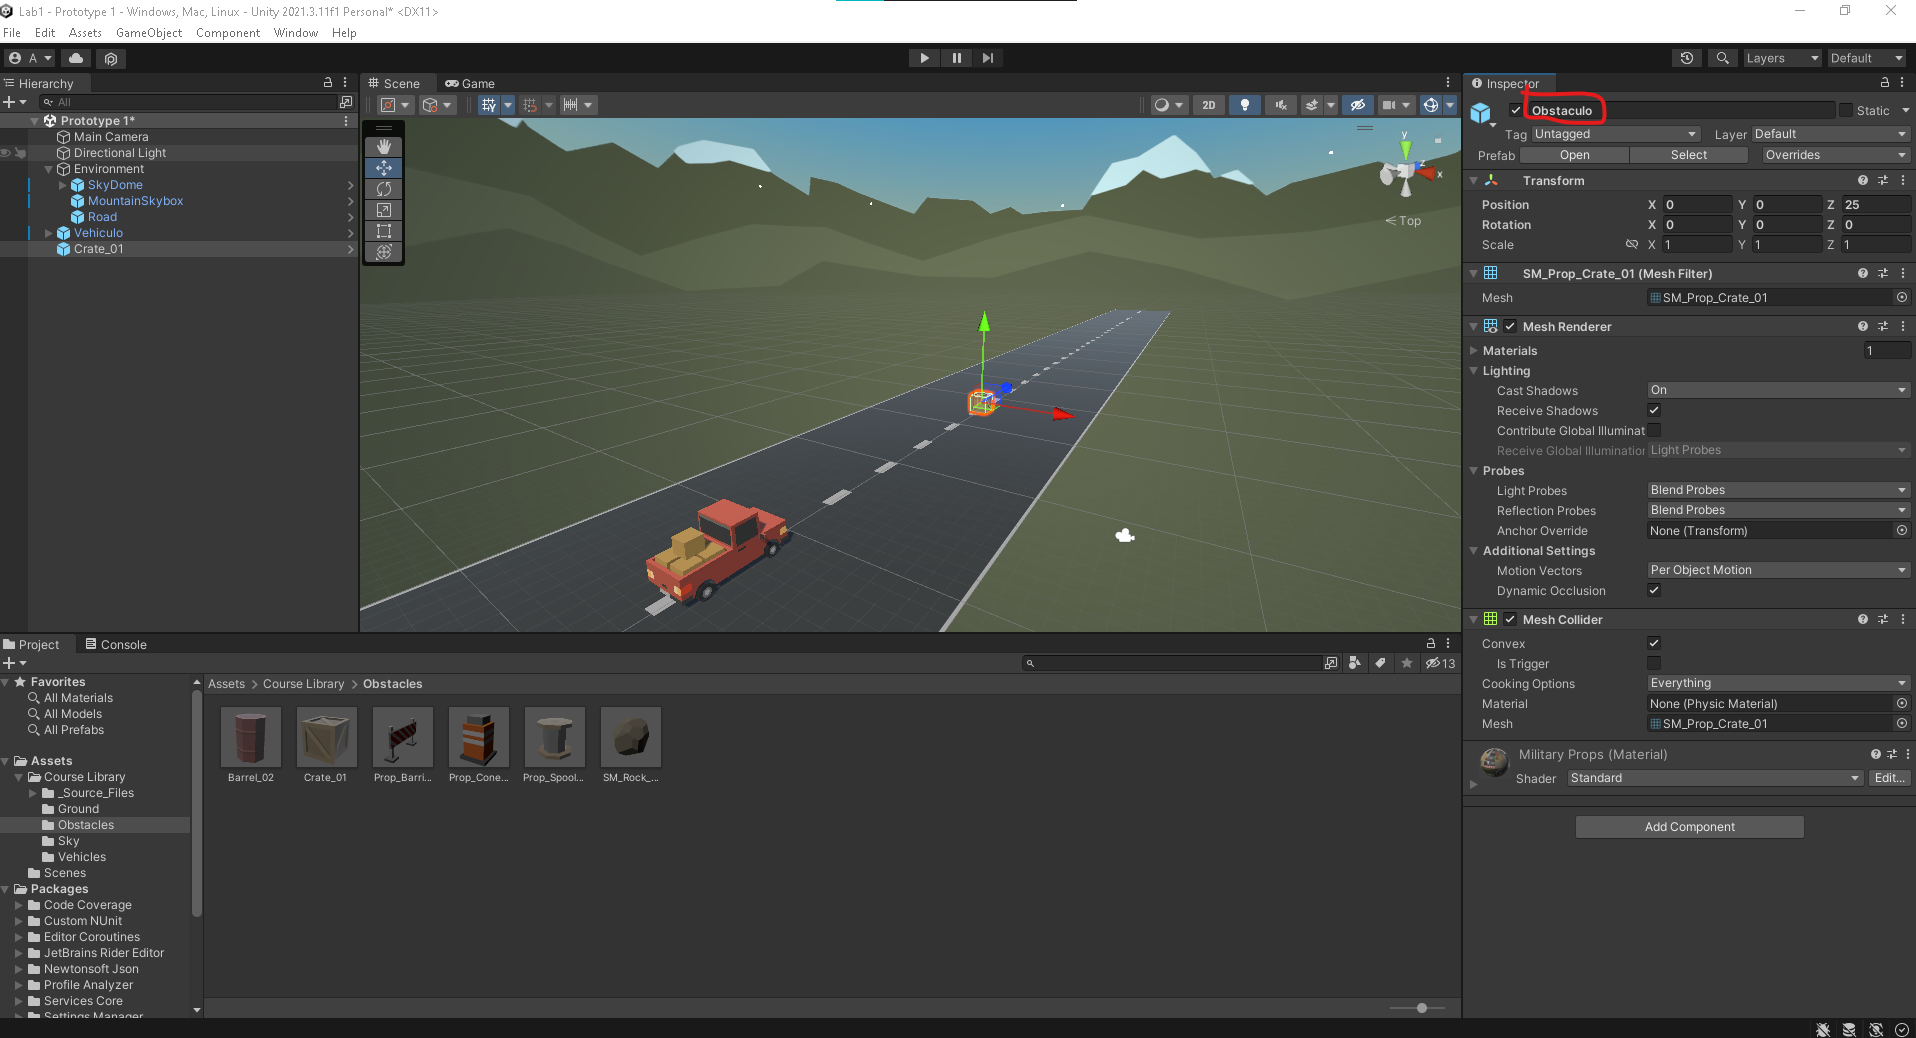 Lab1 - Prototype 1 - Windows, Mac, Linux - Unity 2021.3.11f1 Personal* <DX11>
File Edit Assets GameObject Component Window Help
A Layers Default
Hierarchy
All
Prototype 1*
Main Camera
Directional Light
Environment
SkyDome
MountainSkybox
Road
Vehiculo
Crate_01
Scene Game
2D
y
z
x
< Top
Project Console
13
Favorites
All Materials
All Models
All Prefabs
Assets
Course Library
_Source_Files
Ground
Obstacles
Sky
Vehicles
Scenes
Packages
Code Coverage
Custom NUnit
Editor Coroutines
JetBrains Rider Editor
Newtonsoft Json
Profile Analyzer
Services Core
Settings Manager
Assets > Course Library > Obstacles
Barrel_02 Crate_01 Prop_Barri... Prop_Cone... Prop_Spool... SM_Rock_...
Inspector
Obstaculo Static
Tag Untagged Layer Default
Prefab Open Select Overrides
Transform
Position X 0 Y 0 Z 25
Rotation X 0 Y 0 Z 0
Scale X 1 Y 1 Z 1
SM_Prop_Crate_01 (Mesh Filter)
Mesh SM_Prop_Crate_01
Mesh Renderer
Materials 1
Lighting
Cast Shadows On
Receive Shadows
Contribute Global Illuminat
Receive Global Illumination Light Probes
Probes
Light Probes Blend Probes
Reflection Probes Blend Probes
Anchor Override None (Transform)
Additional Settings
Motion Vectors Per Object Motion
Dynamic Occlusion
Mesh Collider
Convex
Is Trigger
Cooking Options Everything
Material None (Physic Material)
Mesh SM_Prop_Crate_01
Military Props (Material)
Shader Standard Edit...
Add Component